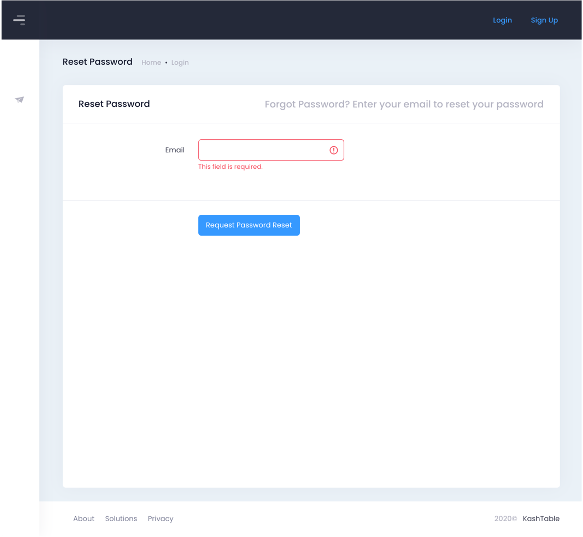 Login Sign Up
Reset Password Home • Login
Reset Password Forgot Password? Enter your email to reset your password
Email
This field is required.
Request Password Reset
About Solutions Privacy 2020© KashTable